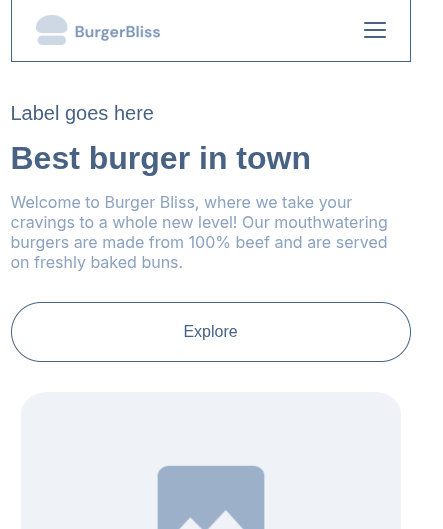 BurgerBliss
Label goes here
Best burger in town
Welcome to Burger Bliss, where we take your
cravings to a whole new level! Our mouthwatering
burgers are made from 100% beef and are served
on freshly baked buns.
Explore